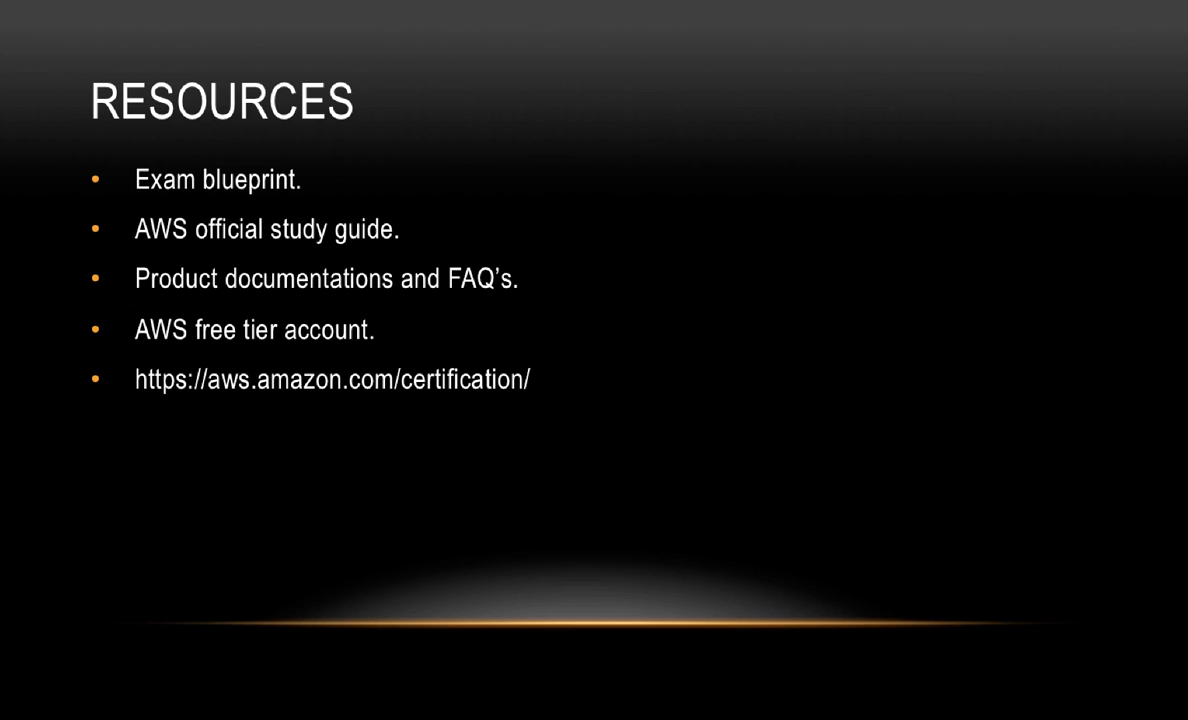 RESOURCES
• Exam blueprint.
• AWS official study guide.
• Product documentations and FAQ’s.
• AWS free tier account.
• https://aws.amazon.com/certification/